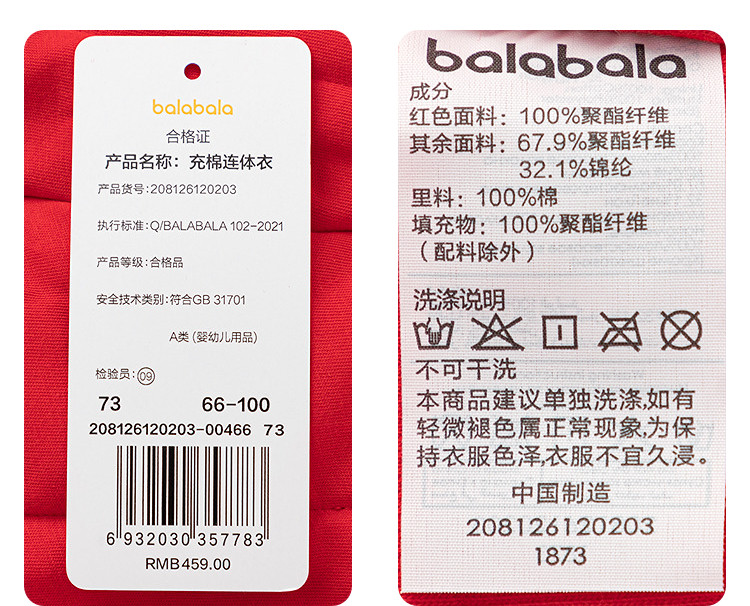 balabala
合格证
产品名称：充棉连体衣
产品货号:208126120203
执行标准:Q/BALABALA 102-2021
产品等级:合格品
安全技术类别:符合GB 31701
A类 (婴幼儿用品)
检验员:09
73 66-100
208126120203-00466 73
6 932030 357783
RMB459.00
balabala
成分
红色面料：100%聚酯纤维
其余面料：67.9%聚酯纤维
32.1%锦纶
里料：100%棉
填充物：100%聚酯纤维
（配料除外）
洗涤说明
不可干洗
本商品建议单独洗涤,如有
轻微褪色属正常现象,为保
持衣服色泽,衣服不宜久浸。
中国制造
208126120203
1873